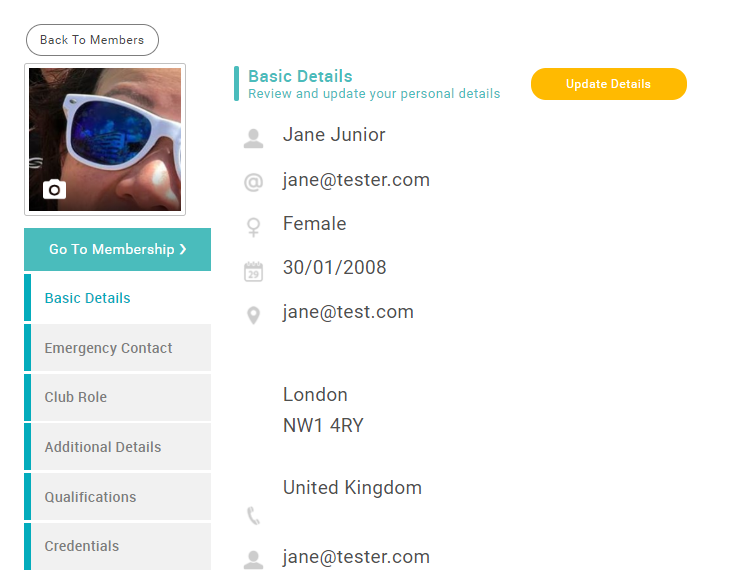 Back To Members
Go To Membership ❯
Basic Details
Emergency Contact
Club Role
Additional Details
Qualifications
Credentials
Basic Details
Review and update your personal details
Update Details
Jane Junior
jane@tester.com
Female
29
30/01/2008
jane@test.com
London
NW1 4RY
United Kingdom
jane@tester.com